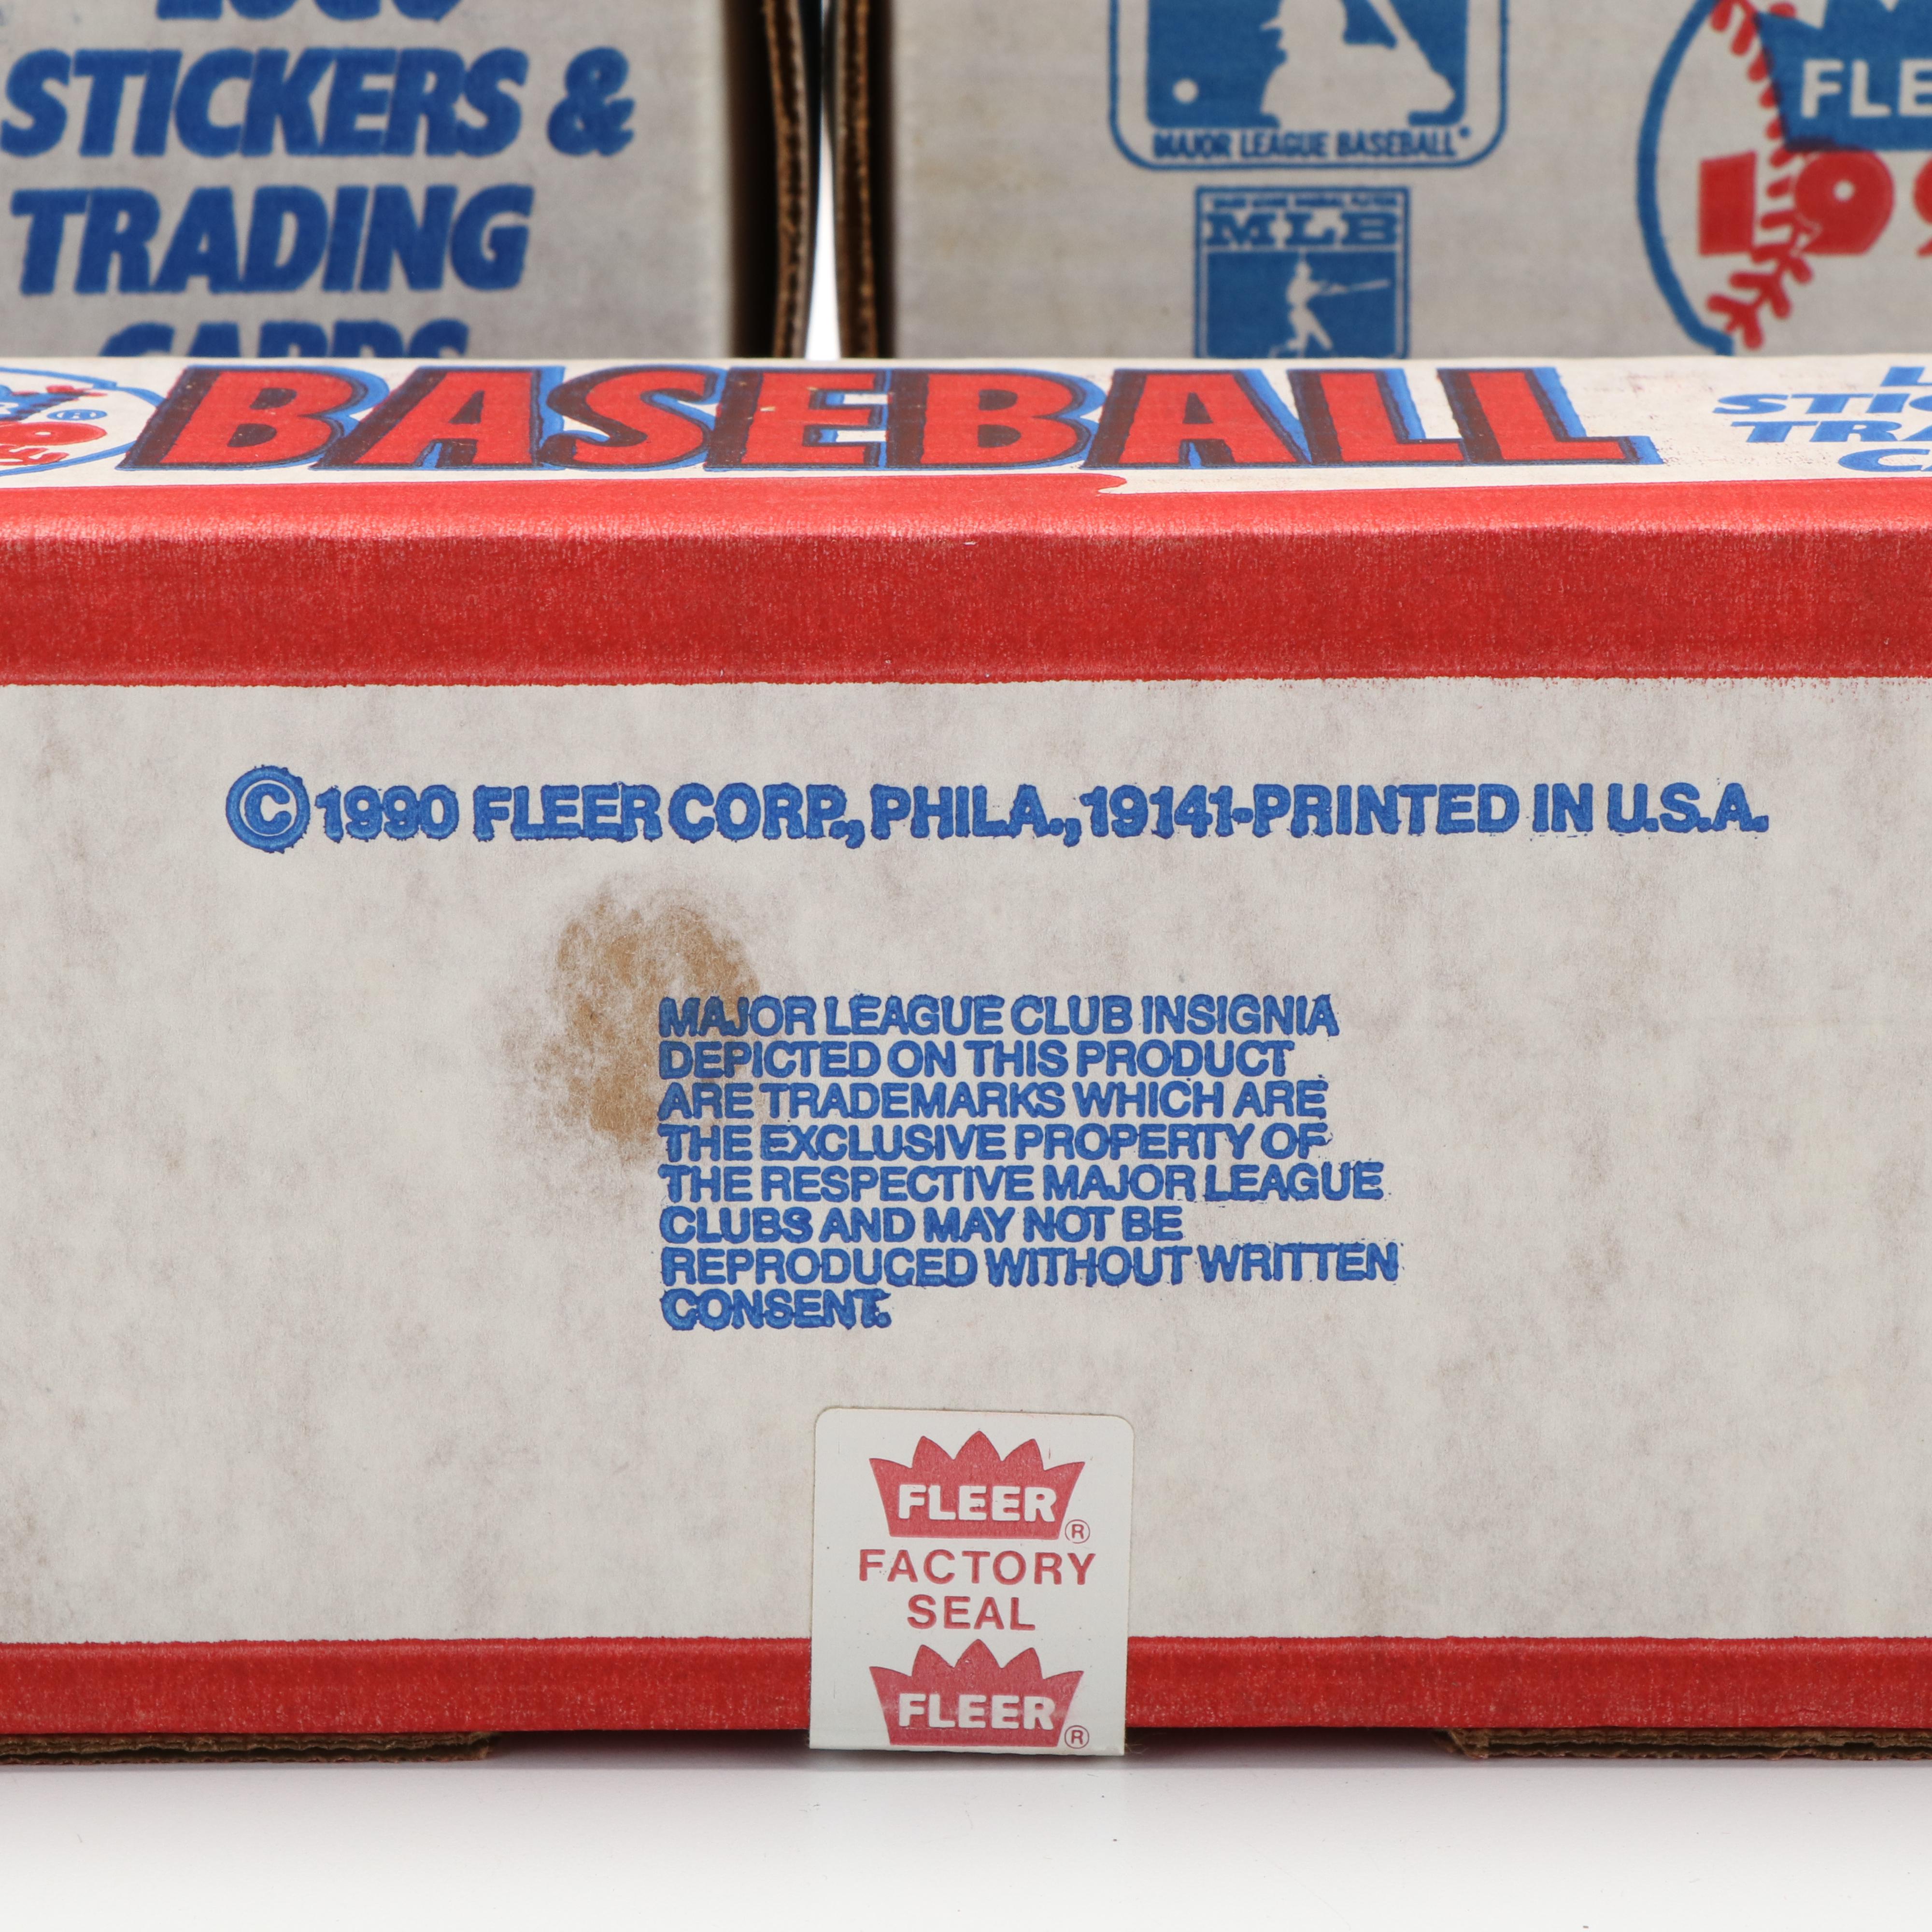 STICKERS &
TRADING
CARDS
MAJOR LEAGUE BASEBALL
MLB
BASEBALL
© 1990 FLEER CORP., PHILA., 19141-PRINTED IN U.S.A.
MAJOR LEAGUE CLUB INSIGNIA
DEPICTED ON THIS PRODUCT
ARE TRADEMARKS WHICH ARE
THE EXCLUSIVE PROPERTY OF
THE RESPECTIVE MAJOR LEAGUE
CLUBS AND MAY NOT BE
REPRODUCED WITHOUT WRITTEN
CONSENT.
FLEER®
FACTORY
SEAL
FLEER®